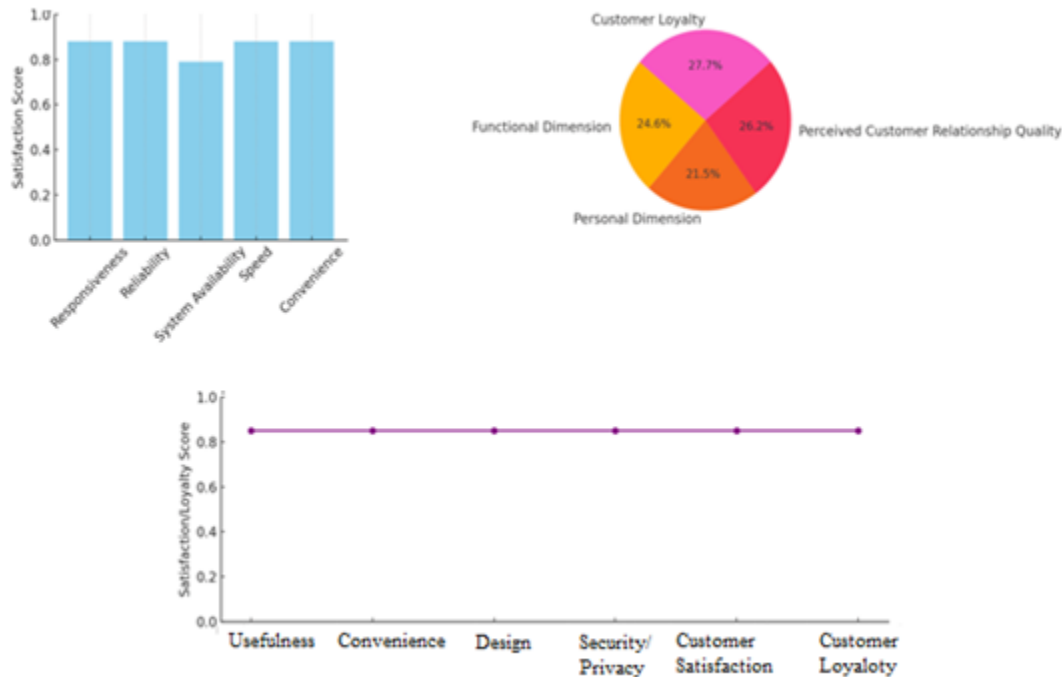 1.0
0.8
0.6
0.4
0.2
0.0
Satisfaction Score
Responsiveness
Reliability
System Availability
Speed
Convenience
Customer Loyalty
27.7%
Functional Dimension
24.6%
26.2%
Perceived Customer Relationship Quality
21.5%
Personal Dimension
1.0
0.8
0.6
0.4
0.2
0.0
Satisfaction/Loyalty Score
Usefulness
Convenience
Design
Security/
Privacy
Customer
Satisfaction
Customer
Loyaloty